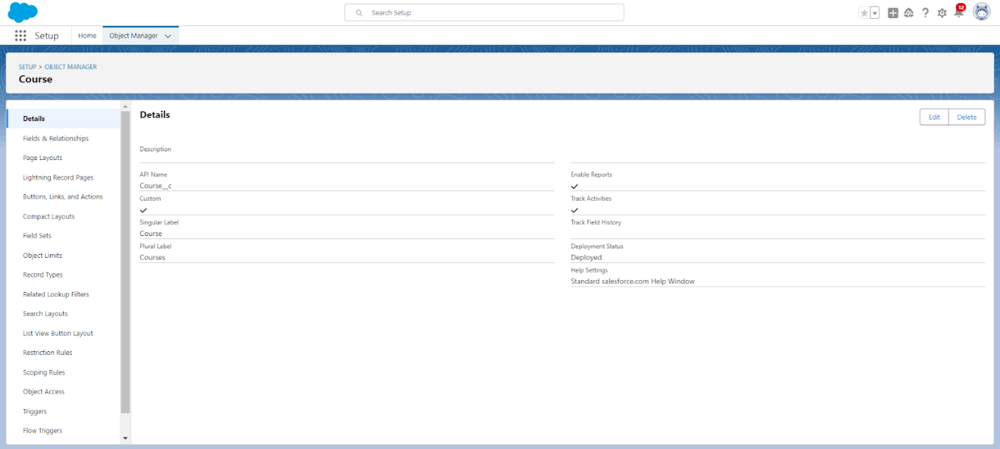 Search Setup
12
Setup
Home
Object Manager
SETUP > OBJECT MANAGER
Course
Details
Fields & Relationships
Page Layouts
Lightning Record Pages
Buttons, Links, and Actions
Compact Layouts
Field Sets
Object Limits
Record Types
Related Lookup Filters
Search Layouts
List View Button Layout
Restriction Rules
Scoping Rules
Object Access
Triggers
Flow Triggers
Details
Edit
Delete
Description
API Name
Course__c
Custom
Singular Label
Course
Plural Label
Courses
Enable Reports
Track Activities
Track Field History
Deployment Status
Deployed
Help Settings
Standard salesforce.com Help Window